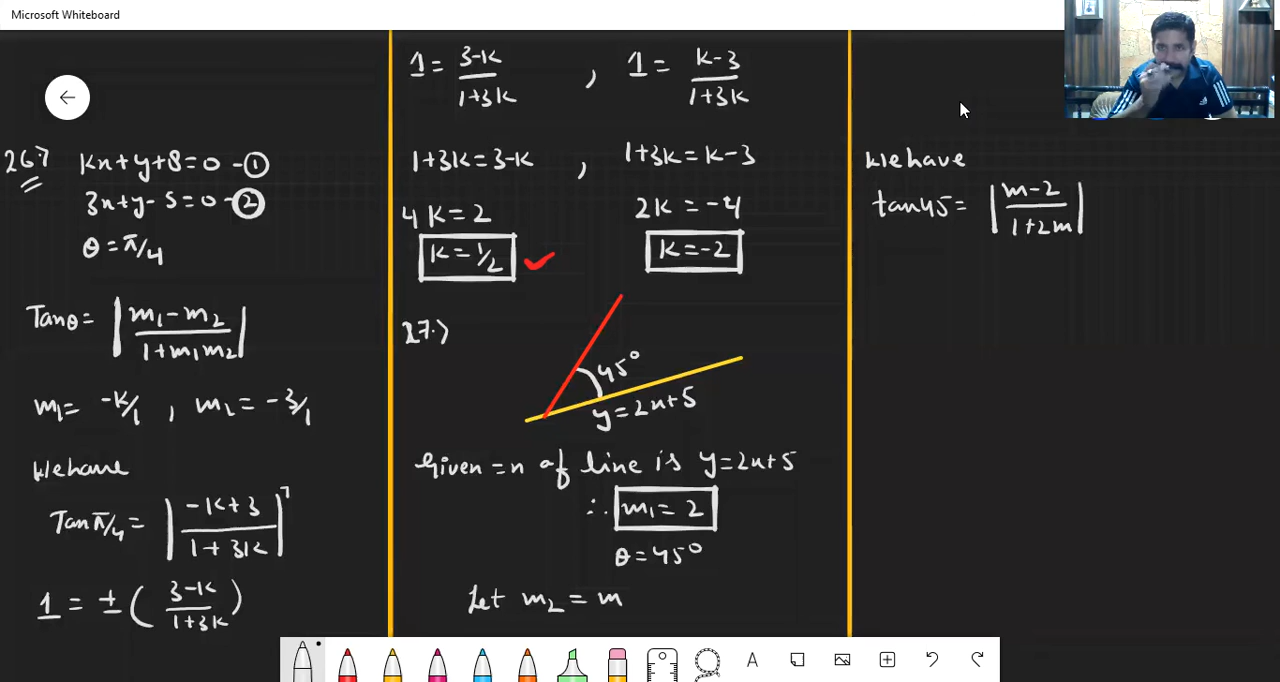 Microsoft Whiteboard
26.>
kx+y+8=0 -①
3x+y-5=0 -②
θ=π/4
Tanθ= |m₁-m₂ / 1+m₁m₂|
m₁= -k/1 , m₂= -3/1
We have
Tan π/4 = |-k+3 / 1+3k|
1 = ± (3-k / 1+3k)
1 = 3-k / 1+3k , 1 = k-3 / 1+3k
1+3k=3-k , 1+3k=k-3
4k=2 2k=-4
k=1/2 ✓ k=-2
27.>
45°
y=2x+5
Given =n of line is y=2x+5
∴ m₁=2
θ=45°
Let m₂=m
We have
tan45= |m-2 / 1+2m|
A